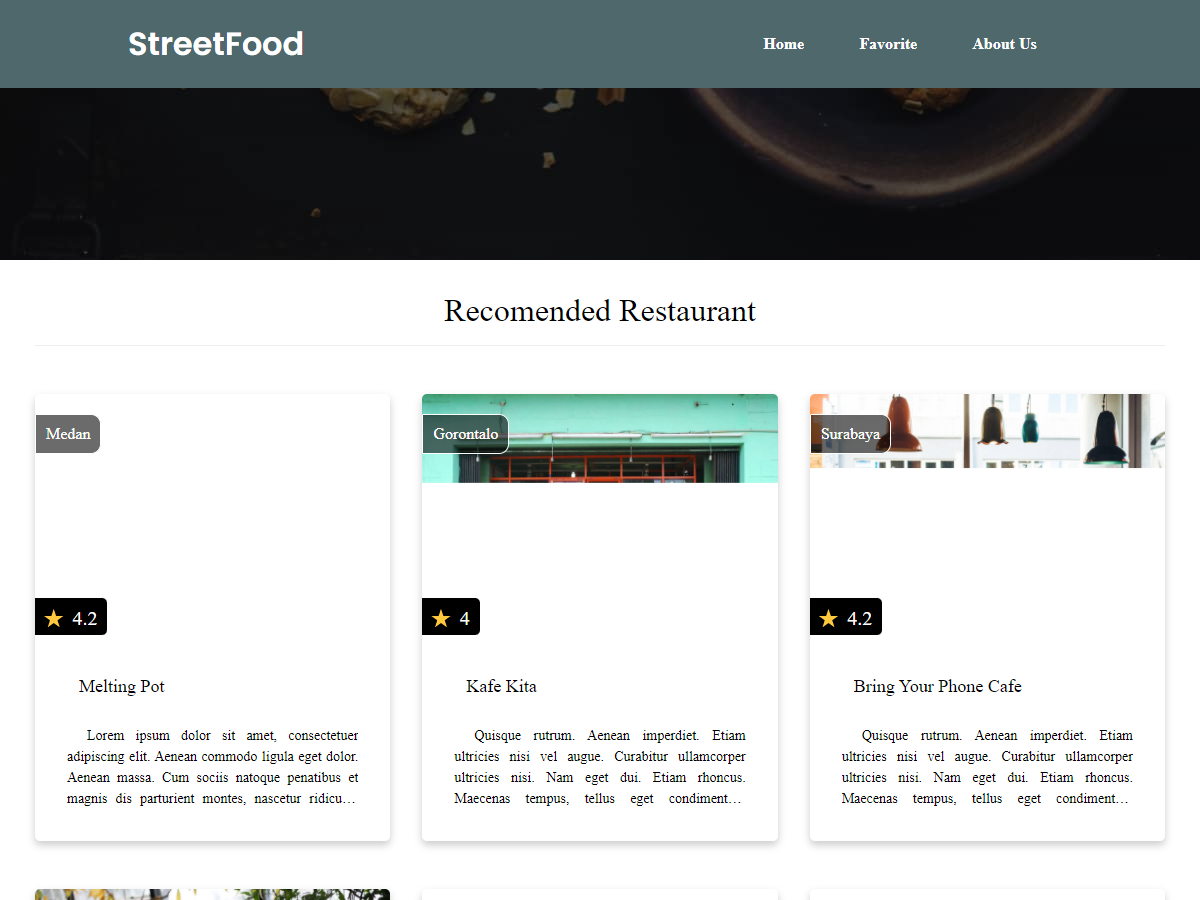 StreetFood
Home Favorite About Us
Recomended Restaurant
Medan
4.2
Melting Pot
Lorem ipsum dolor sit amet, consectetuer
adipiscing elit. Aenean commodo ligula eget dolor.
Aenean massa. Cum sociis natoque penatibus et
magnis dis parturient montes, nascetur ridicu…
Gorontalo
4
Kafe Kita
Quisque rutrum. Aenean imperdiet. Etiam
ultricies nisi vel augue. Curabitur ullamcorper
ultricies nisi. Nam eget dui. Etiam rhoncus.
Maecenas tempus, tellus eget condiment…
Surabaya
4.2
Bring Your Phone Cafe
Quisque rutrum. Aenean imperdiet. Etiam
ultricies nisi vel augue. Curabitur ullamcorper
ultricies nisi. Nam eget dui. Etiam rhoncus.
Maecenas tempus, tellus eget condiment…